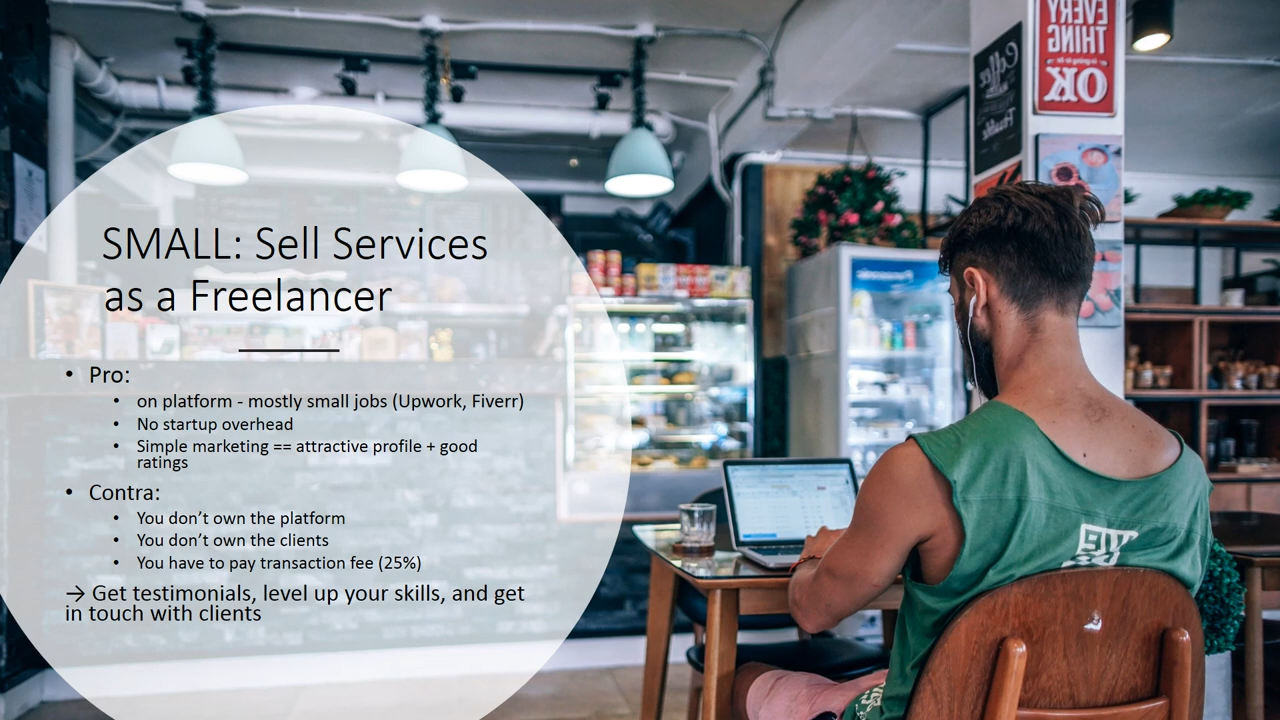 SMALL: Sell Services
as a Freelancer
• Pro:
• on platform - mostly small jobs (Upwork, Fiverr)
• No startup overhead
• Simple marketing == attractive profile + good
ratings
• Contra:
• You don’t own the platform
• You don’t own the clients
• You have to pay transaction fee (25%)
→ Get testimonials, level up your skills, and get
in touch with clients
EVERY
THING
OK
Coffee